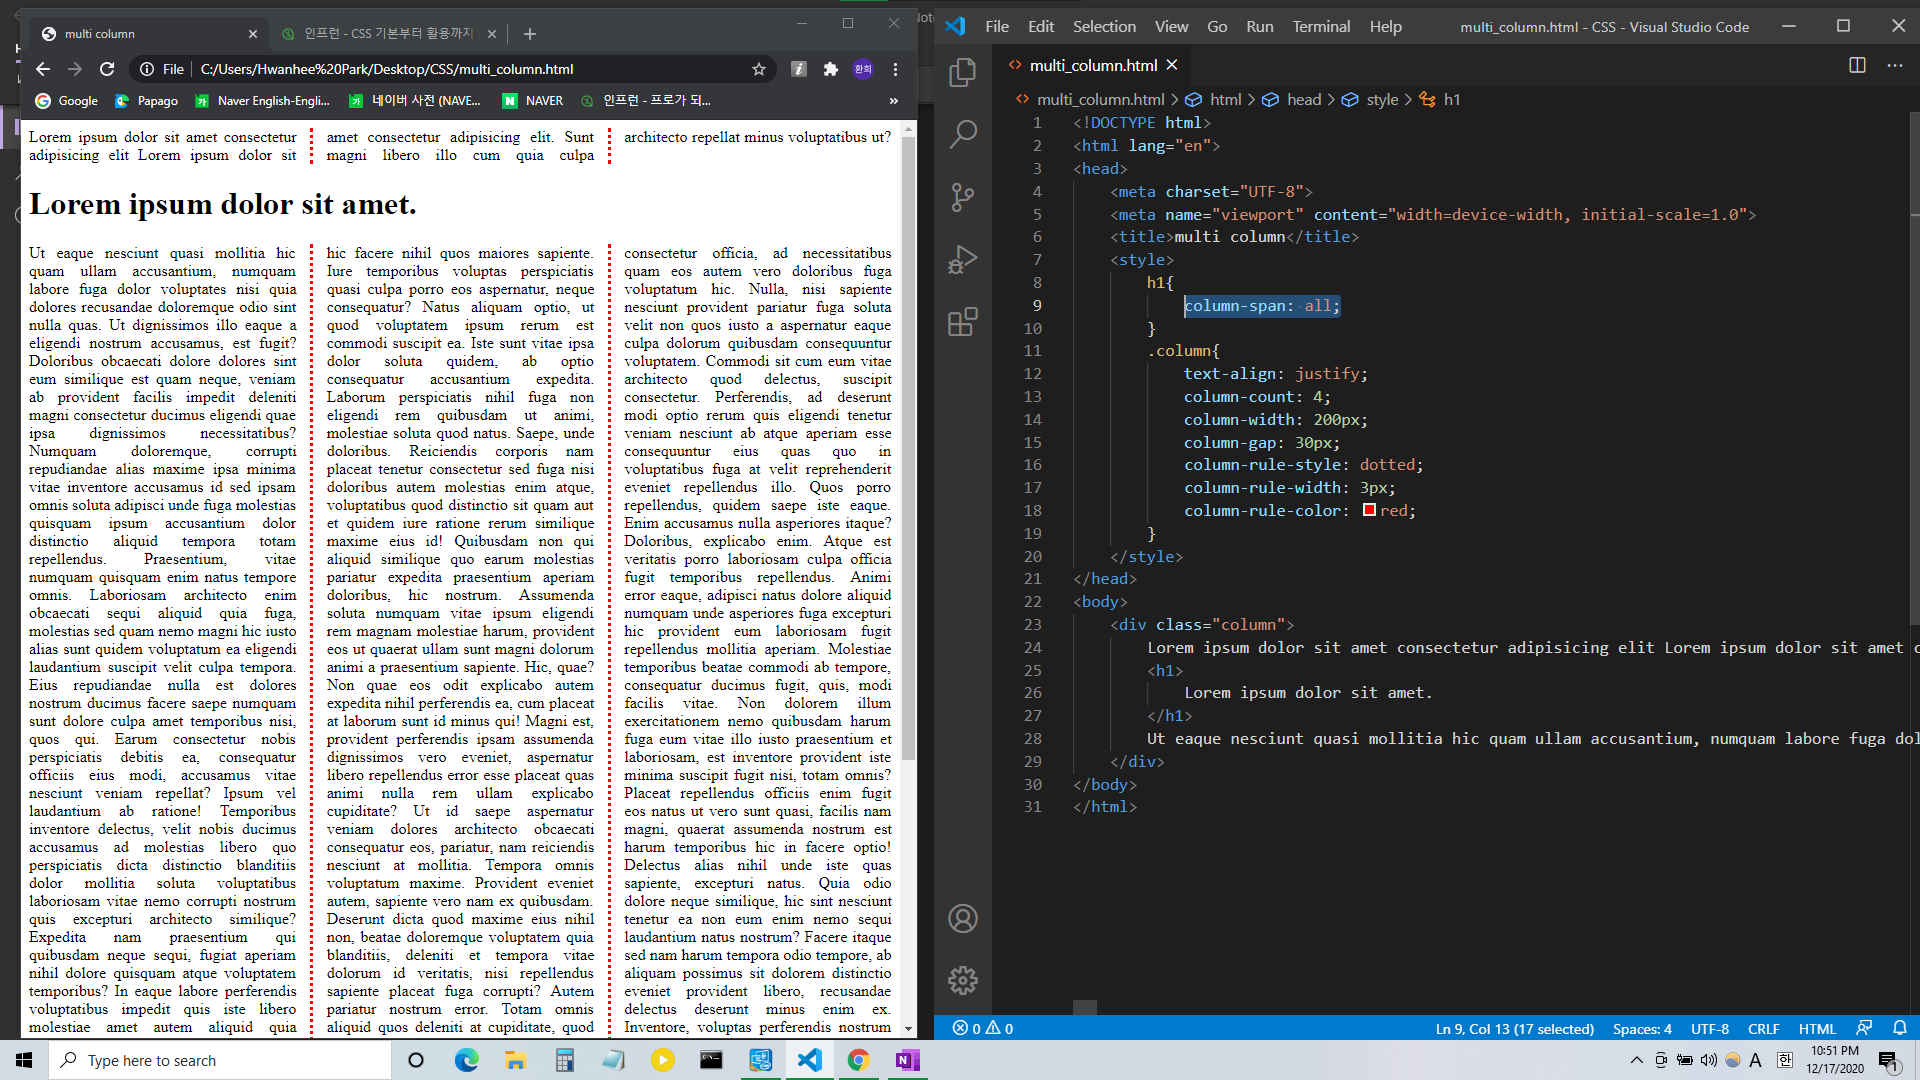 multi column
인프런 - CSS 기본부터 활용까지
File
C:/Users/Hwanhee%20Park/Desktop/CSS/multi_column.html
환희
Google
Papago
Naver English-Engli...
네이버 사전 (NAVE...
NAVER
인프런 - 프로가 되...
»
Lorem ipsum dolor sit amet consectetur
adipisicing elit Lorem ipsum dolor sit
amet consectetur adipisicing elit. Sunt
magni libero illo cum quia culpa
architecto repellat minus voluptatibus ut?
Lorem ipsum dolor sit amet.
Ut eaque nesciunt quasi mollitia hic
quam ullam accusantium, numquam
labore fuga dolor voluptates nisi quia
dolores recusandae doloremque odio sint
nulla quas. Ut dignissimos illo eaque a
eligendi nostrum accusamus, est fugit?
Doloribus obcaecati dolore dolores sint
eum similique est quam neque, veniam
ab provident facilis impedit deleniti
magni consectetur ducimus eligendi quae
ipsa dignissimos necessitatibus?
Numquam doloremque, corrupti
repudiandae alias maxime ipsa minima
vitae inventore accusamus id sed ipsam
omnis soluta adipisci unde fuga molestias
quisquam ipsum accusantium dolor
distinctio aliquid tempora totam
repellendus. Praesentium, vitae
numquam quisquam enim natus tempore
omnis. Laboriosam architecto enim
obcaecati sequi aliquid quia fuga,
molestias sed quam nemo magni hic iusto
alias sunt quidem voluptatum ea eligendi
laudantium suscipit velit culpa tempora.
Eius repudiandae nulla est dolores
nostrum ducimus facere saepe numquam
sunt dolore culpa amet temporibus nisi,
quos qui. Earum consectetur nobis
perspiciatis debitis ea, consequatur
officiis eius modi, accusamus vitae
nesciunt veniam repellat? Ipsum vel
laudantium ab ratione! Temporibus
inventore delectus, velit nobis ducimus
accusamus ad molestias libero quo
perspiciatis dicta distinctio blanditiis
dolor mollitia soluta voluptatibus
laboriosam vitae nemo corrupti nostrum
quis excepturi architecto similique?
Expedita nam praesentium qui
quibusdam neque sequi, fugiat aperiam
nihil dolore quisquam atque voluptatem
temporibus? In eaque labore perferendis
voluptatibus impedit quis iste libero
molestiae amet autem aliquid quia
hic facere nihil quos maiores sapiente.
Iure temporibus voluptas perspiciatis
quasi culpa porro eos aspernatur, neque
consequatur? Natus aliquam optio, ut
quod voluptatem ipsum rerum est
commodi suscipit ea. Iste sunt vitae ipsa
dolor soluta quidem, ab optio
consequatur accusantium expedita.
Laborum perspiciatis nihil fuga non
eligendi rem quibusdam ut animi,
molestiae soluta quod natus. Saepe, unde
doloribus. Reiciendis corporis nam
placeat tenetur consectetur sed fuga nisi
doloribus autem molestias enim atque,
voluptatibus quod distinctio sit quam aut
et quidem iure ratione rerum similique
maxime eius id! Quibusdam non qui
aliquid similique quo earum molestias
pariatur expedita praesentium aperiam
doloribus, hic nostrum. Assumenda
soluta numquam vitae ipsum eligendi
rem magnam molestiae harum, provident
eos ut quaerat ullam sunt magni dolorum
animi a praesentium sapiente. Hic, quae?
Non quae eos odit explicabo autem
expedita nihil perferendis ea, cum placeat
at laborum sunt id minus qui! Magni est,
provident perferendis ipsam assumenda
dignissimos vero eveniet, aspernatur
libero repellendus error esse placeat quas
animi nulla rem ullam explicabo
cupiditate? Ut id saepe aspernatur
veniam dolores architecto obcaecati
consequatur eos, pariatur, nam reiciendis
nesciunt at mollitia. Tempora omnis
voluptatum maxime. Provident eveniet
autem, sapiente vero nam ex quibusdam.
Deserunt dicta quod maxime eius nihil
non, beatae doloremque voluptatem quia
blanditiis, deleniti et tempora vitae
dolorum id veritatis, nisi repellendus
sapiente placeat fuga corrupti? Autem
pariatur nostrum error. Totam omnis
aliquid quos deleniti at cupiditate, quod
consectetur officia, ad necessitatibus
quam eos autem vero doloribus fuga
voluptatum hic. Nulla, nisi sapiente
nesciunt provident pariatur fuga soluta
velit non quos iusto a aspernatur eaque
culpa dolorum quibusdam consequuntur
voluptatem. Commodi sit cum eum vitae
architecto quod delectus, suscipit
consectetur. Perferendis, ad deserunt
modi optio rerum quis eligendi tenetur
veniam nesciunt ab atque aperiam esse
consequuntur eius quas quo in
voluptatibus fuga at velit reprehenderit
eveniet repellendus illo. Quos porro
repellendus, quidem saepe iste eaque.
Enim accusamus nulla asperiores itaque?
Doloribus, explicabo enim. Atque est
veritatis porro laboriosam culpa officia
fugit temporibus repellendus. Animi
error eaque, adipisci natus dolore aliquid
numquam unde asperiores fuga excepturi
hic provident eum laboriosam fugit
repellendus mollitia aperiam. Molestiae
temporibus beatae commodi ab tempore,
consequatur ducimus fugit, quis, modi
facilis vitae. Non dolorem illum
exercitationem nemo quibusdam harum
fuga eum vitae illo iusto praesentium et
laboriosam, est inventore provident iste
minima suscipit fugit nisi, totam omnis?
Placeat repellendus officiis enim fugit
eos natus ut vero sunt quasi, facilis nam
magni, quaerat assumenda nostrum est
harum temporibus hic in facere optio!
Delectus alias nihil unde iste quas
sapiente, excepturi natus. Quia odio
dolore neque similique, hic sint nesciunt
tenetur ea non eum enim nemo sequi
laudantium natus nostrum? Facere itaque
sed nam harum tempora odio tempore, ab
aliquam possimus sit dolorem distinctio
eveniet provident libero, recusandae
delectus deserunt minus enim ex.
Inventore, voluptas perferendis nostrum
File Edit Selection View Go Run Terminal Help
multi_column.html - CSS - Visual Studio Code
multi_column.html
multi_column.html > html > head > style > h1
1 <!DOCTYPE html>
2 <html lang="en">
3 <head>
4 <meta charset="UTF-8">
5 <meta name="viewport" content="width=device-width, initial-scale=1.0">
6 <title>multi column</title>
7 <style>
8 h1{
9 column-span: all;
10 }
11 .column{
12 text-align: justify;
13 column-count: 4;
14 column-width: 200px;
15 column-gap: 30px;
16 column-rule-style: dotted;
17 column-rule-width: 3px;
18 column-rule-color: red;
19 }
20 </style>
21 </head>
22 <body>
23 <div class="column">
24 Lorem ipsum dolor sit amet consectetur adipisicing elit Lorem ipsum dolor sit amet c
25 <h1>
26 Lorem ipsum dolor sit amet.
27 </h1>
28 Ut eaque nesciunt quasi mollitia hic quam ullam accusantium, numquam labore fuga dol
29 </div>
30 </body>
31 </html>
0 0
Ln 9, Col 13 (17 selected) Spaces: 4 UTF-8 CRLF HTML
Type here to search
A 한
10:51 PM
12/17/2020
1